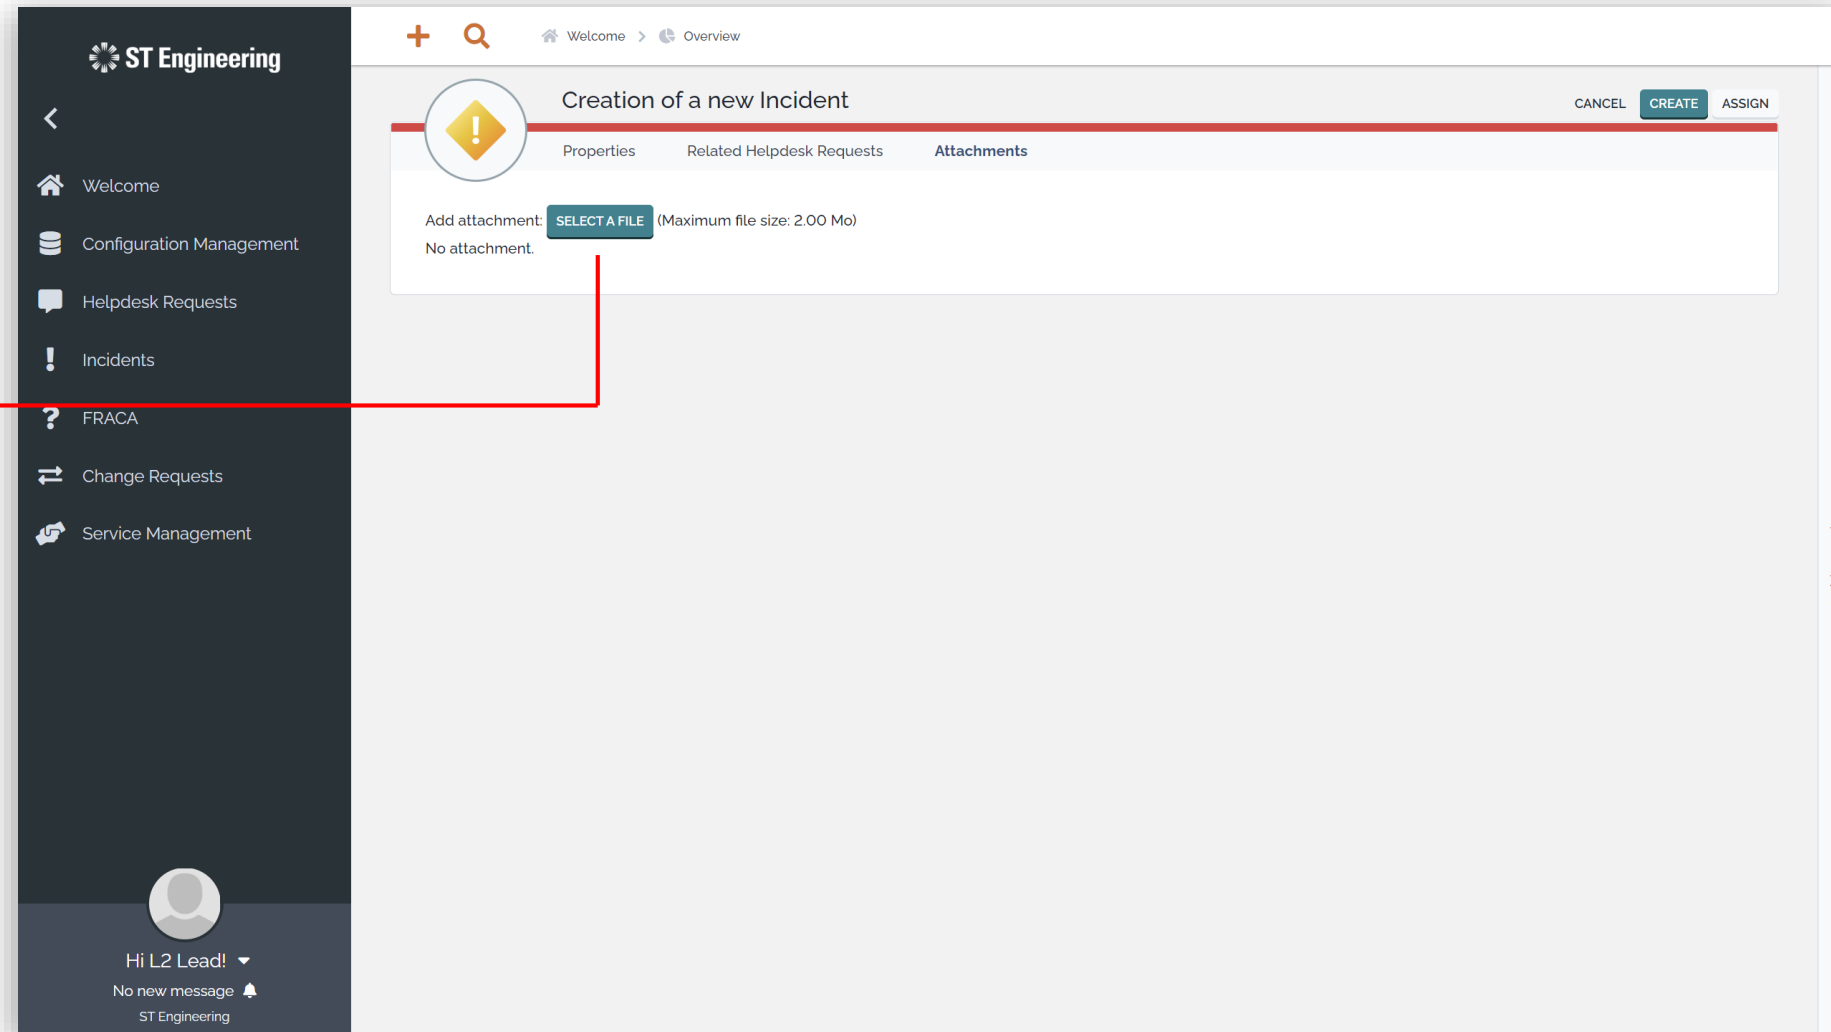 ST Engineering
Welcome
Configuration Management
Helpdesk Requests
Incidents
FRACA
Change Requests
Service Management
Hi L2 Lead!
No new message
ST Engineering
Welcome > Overview
Creation of a new Incident
CANCEL CREATE ASSIGN
Properties Related Helpdesk Requests Attachments
Add attachment: SELECT A FILE (Maximum file size: 2.00 Mo)
No attachment.